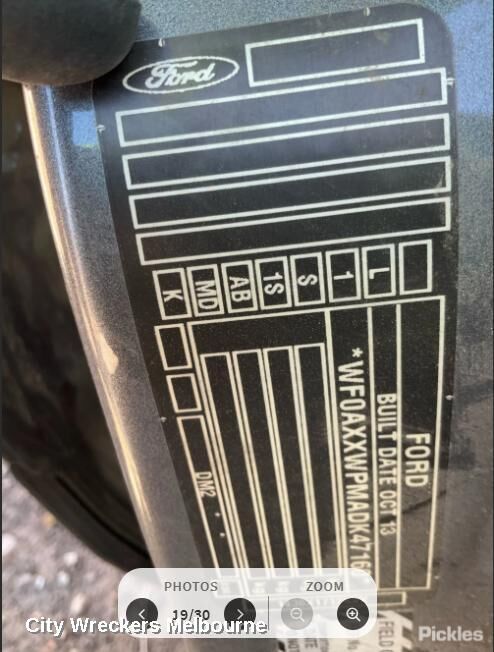 Ford
K MD AB 1S S 1 L
FORD
BUILT DATE OCT 13
*WF0AXXWPMADK4716
DM2
PHOTOS
ZOOM
19/30
City Wreckers Melbourne
Pickles